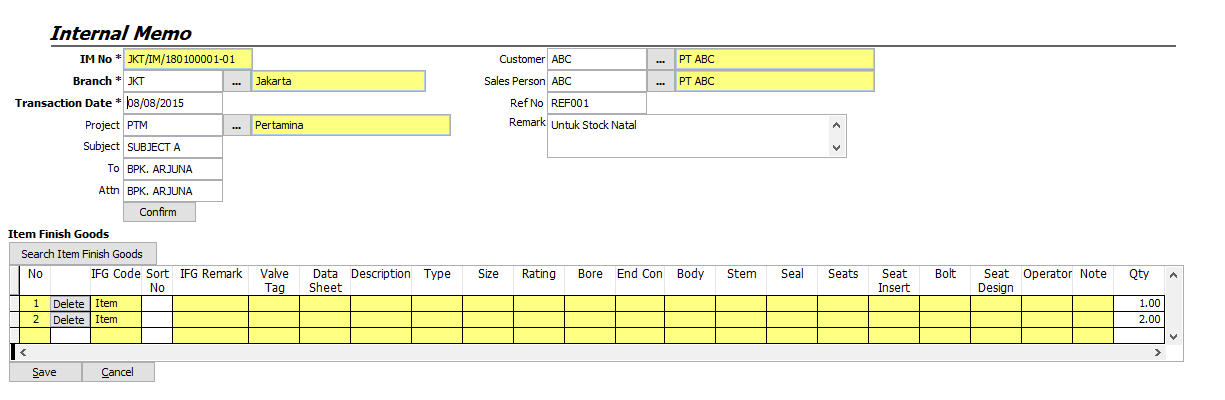 Internal Memo
IM No * JKT/IM/180100001-01
Customer ABC ... PT ABC
Branch * JKT ... Jakarta
Sales Person ABC ... PT ABC
Transaction Date * 08/08/2015
Ref No REF001
Project PTM ... Pertamina
Remark Untuk Stock Natal
Subject SUBJECT A
To BPK. ARJUNA
Attn BPK. ARJUNA
Confirm
Item Finish Goods
Search Item Finish Goods
No IFG Code Sort No IFG Remark Valve Tag Data Sheet Description Type Size Rating Bore End Con Body Stem Seal Seats Seat Insert Bolt Seat Design Operator Note Qty
1 Delete Item 1.00
2 Delete Item 2.00
Save Cancel